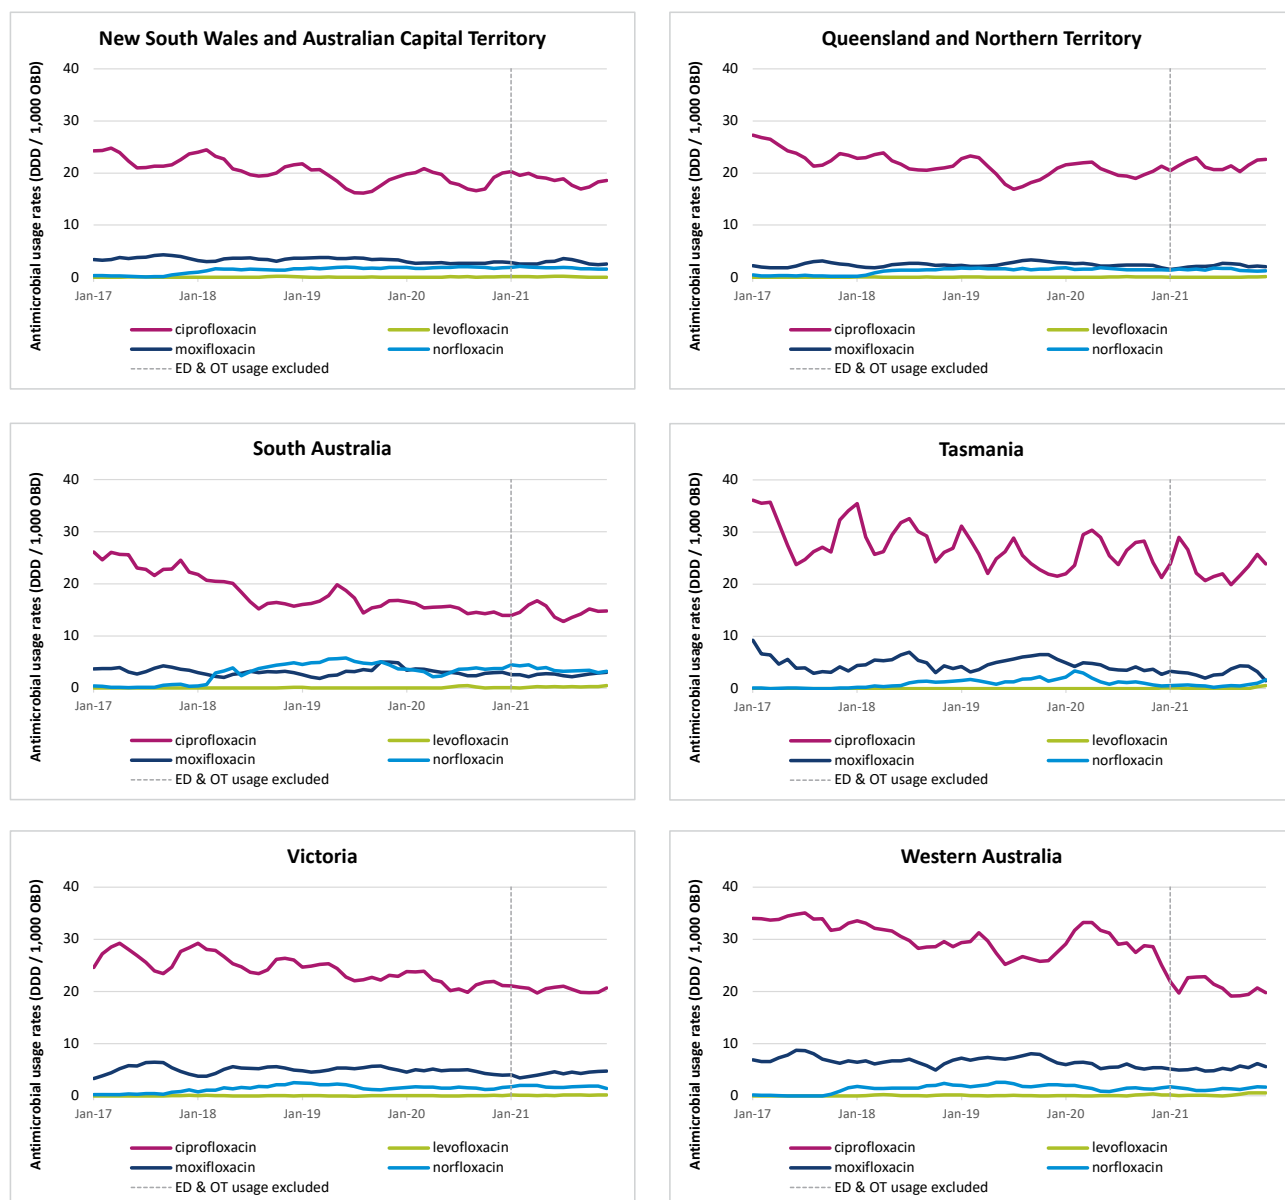 New South Wales and Australian Capital Territory
Antimicrobial usage rates (DDD / 1,000 OBD)
40
30
20
10
0
Jan-17 Jan-18 Jan-19 Jan-20 Jan-21
ciprofloxacin levofloxacin
moxifloxacin norfloxacin
ED & OT usage excluded
Queensland and Northern Territory
Antimicrobial usage rates (DDD / 1,000 OBD)
40
30
20
10
0
Jan-17 Jan-18 Jan-19 Jan-20 Jan-21
ciprofloxacin levofloxacin
moxifloxacin norfloxacin
ED & OT usage excluded
South Australia
Antimicrobial usage rates (DDD / 1,000 OBD)
40
30
20
10
0
Jan-17 Jan-18 Jan-19 Jan-20 Jan-21
ciprofloxacin levofloxacin
moxifloxacin norfloxacin
ED & OT usage excluded
Tasmania
Antimicrobial usage rates (DDD / 1,000 OBD)
40
30
20
10
0
Jan-17 Jan-18 Jan-19 Jan-20 Jan-21
ciprofloxacin levofloxacin
moxifloxacin norfloxacin
ED & OT usage excluded
Victoria
Antimicrobial usage rates (DDD / 1,000 OBD)
40
30
20
10
0
Jan-17 Jan-18 Jan-19 Jan-20 Jan-21
ciprofloxacin levofloxacin
moxifloxacin norfloxacin
ED & OT usage excluded
Western Australia
Antimicrobial usage rates (DDD / 1,000 OBD)
40
30
20
10
0
Jan-17 Jan-18 Jan-19 Jan-20 Jan-21
ciprofloxacin levofloxacin
moxifloxacin norfloxacin
ED & OT usage excluded